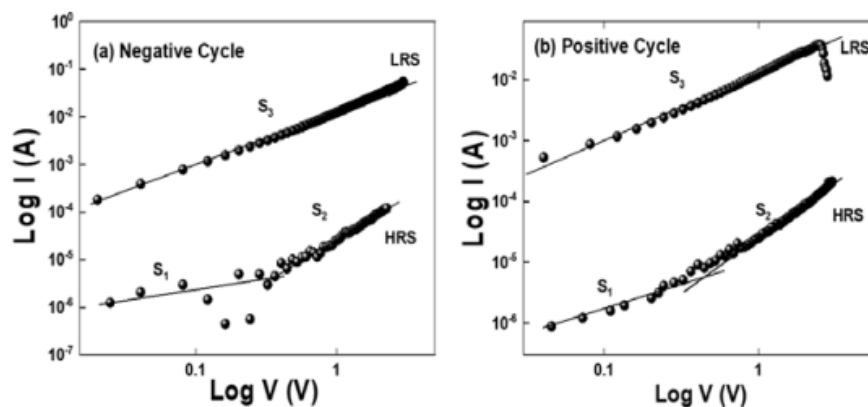 (a) Negative Cycle
LRS
S3
S2
HRS
S1
Log I (A)
10^0
10^-1
10^-2
10^-3
10^-4
10^-5
10^-6
10^-7
0.1
1
Log V (V)
(b) Positive Cycle
LRS
S3
S2
HRS
S1
Log I (A)
10^-2
10^-3
10^-4
10^-5
10^-6
0.1
1
Log V (V)